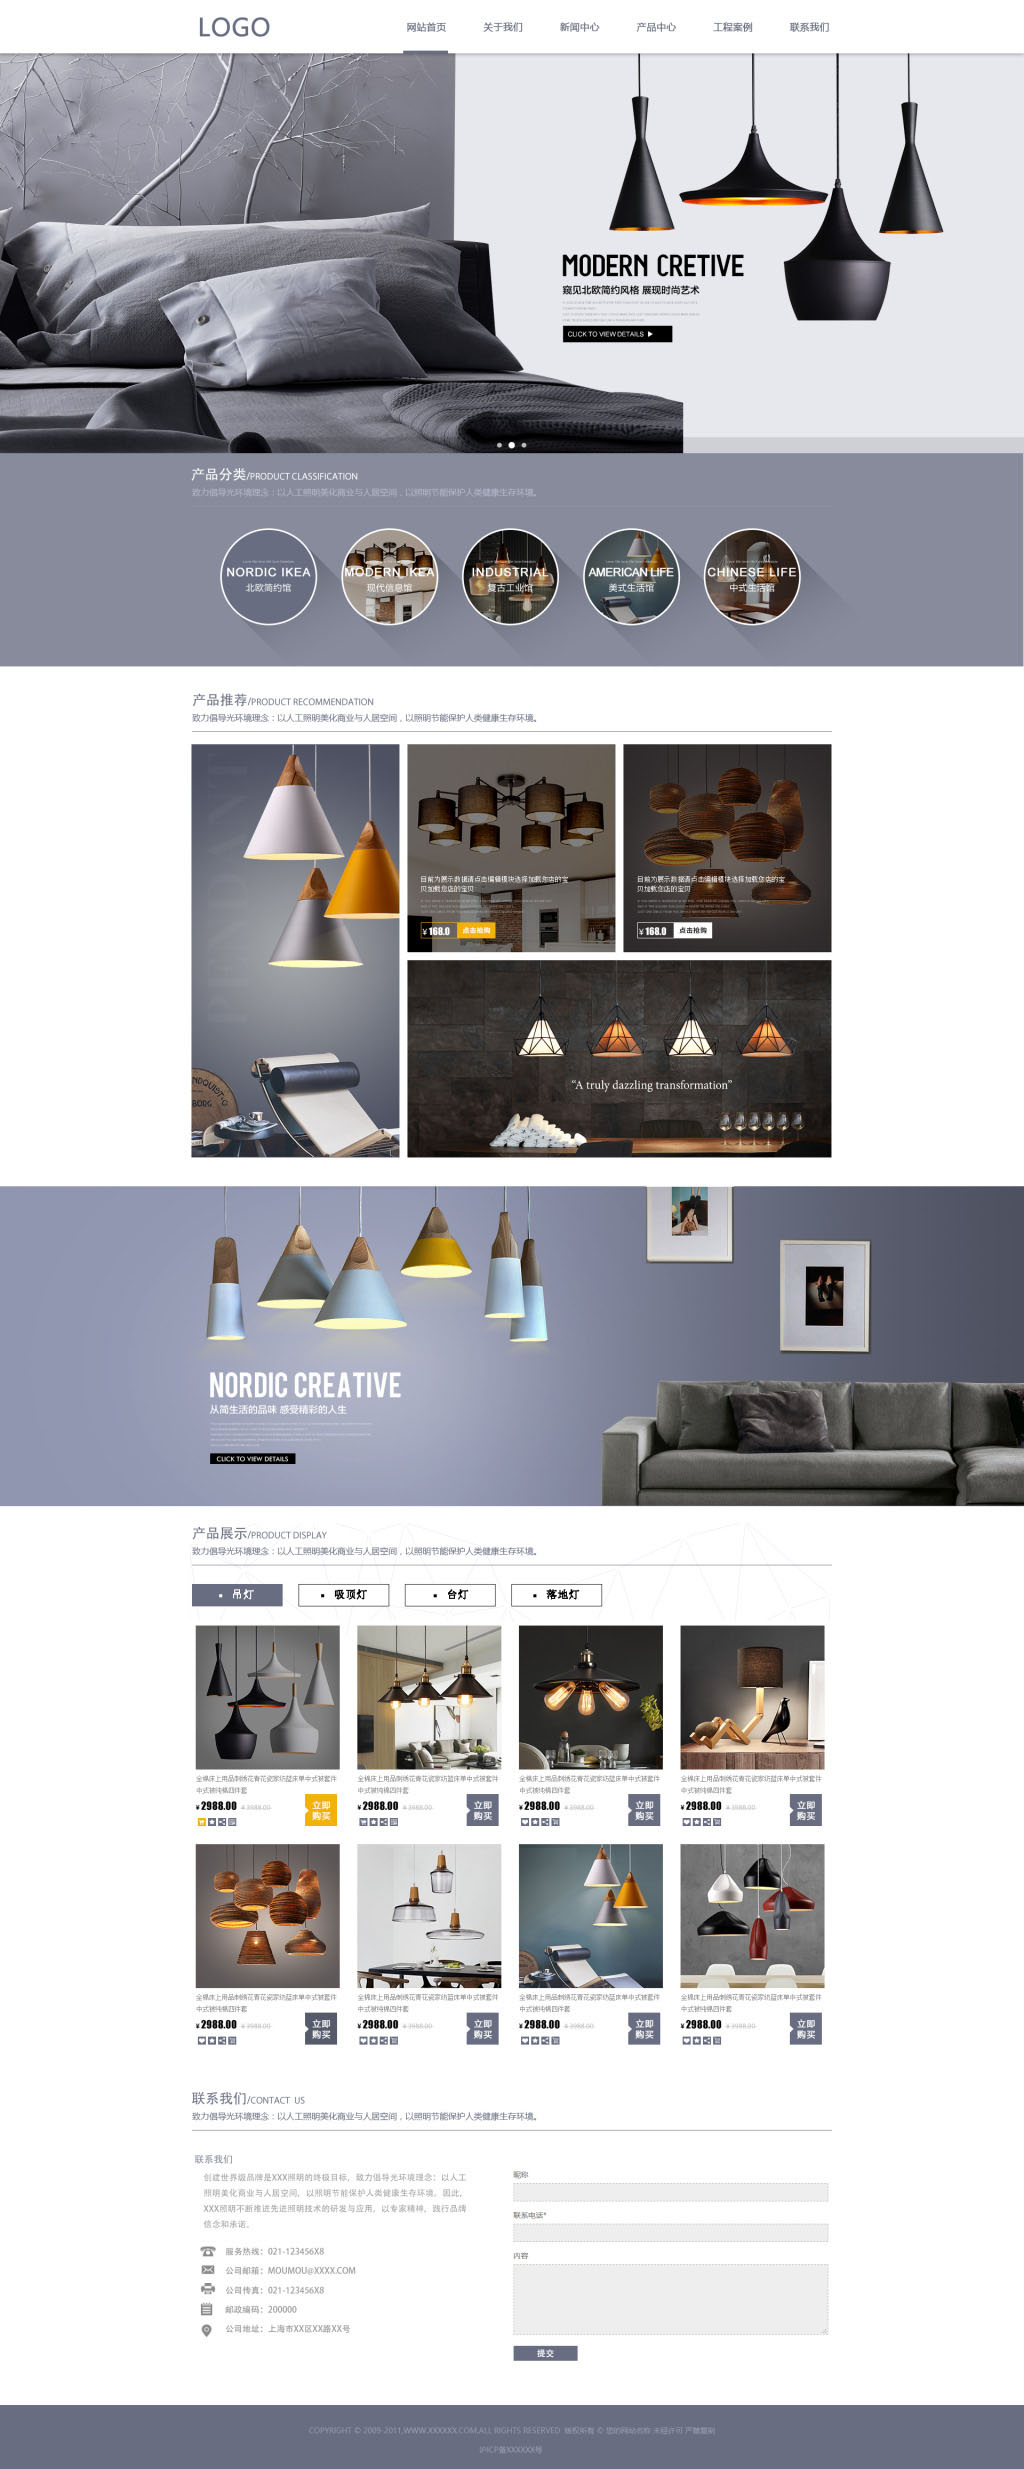 LOGO
网站首页
关于我们
新闻中心
产品中心
工程案例
联系我们
MODERN CRETIVE
窥见北欧简约风格 展现时尚艺术
CLICK TO VIEW DETAILS
产品分类/PRODUCT CLASSIFICATION
致力倡导光环境理念：以人工照明美化商业与人居空间，以照明节能保护人类健康生存环境。
NORDIC IKEA
北欧简约馆
MODERN IKEA
现代信息馆
INDUSTRIAL
复古工业馆
AMERICAN LIFE
美式生活馆
CHINESE LIFE
中式生活馆
产品推荐/PRODUCT RECOMMENDATION
致力倡导光环境理念：以人工照明美化商业与人居空间，以照明节能保护人类健康生存环境。
目前为展示数据请点击编辑模块选择加载您店的宝
贝加载您店的宝贝
¥ 168.0 点击抢购
目前为展示数据请点击编辑模块选择加载您店的宝
贝加载您店的宝贝
¥ 168.0 点击抢购
“A truly dazzling transformation”
NORDIC CREATIVE
从简生活的品味 感受精彩的人生
CLICK TO VIEW DETAILS
产品展示/PRODUCT DISPLAY
致力倡导光环境理念：以人工照明美化商业与人居空间，以照明节能保护人类健康生存环境。
吊灯
吸顶灯
台灯
落地灯
全棉床上用品刺绣花青花瓷家纺蓝床单中式被套件
中式被纯棉四件套
¥ 2988.00 ¥ 3988.00
立即
购买
全棉床上用品刺绣花青花瓷家纺蓝床单中式被套件
中式被纯棉四件套
¥ 2988.00 ¥ 3988.00
立即
购买
全棉床上用品刺绣花青花瓷家纺蓝床单中式被套件
中式被纯棉四件套
¥ 2988.00 ¥ 3988.00
立即
购买
全棉床上用品刺绣花青花瓷家纺蓝床单中式被套件
中式被纯棉四件套
¥ 2988.00 ¥ 3988.00
立即
购买
全棉床上用品刺绣花青花瓷家纺蓝床单中式被套件
中式被纯棉四件套
¥ 2988.00 ¥ 3988.00
立即
购买
全棉床上用品刺绣花青花瓷家纺蓝床单中式被套件
中式被纯棉四件套
¥ 2988.00 ¥ 3988.00
立即
购买
全棉床上用品刺绣花青花瓷家纺蓝床单中式被套件
中式被纯棉四件套
¥ 2988.00 ¥ 3988.00
立即
购买
全棉床上用品刺绣花青花瓷家纺蓝床单中式被套件
中式被纯棉四件套
¥ 2988.00 ¥ 3988.00
立即
购买
联系我们/CONTACT US
致力倡导光环境理念：以人工照明美化商业与人居空间，以照明节能保护人类健康生存环境。
联系我们
创建世界级品牌是XXX照明的终极目标，致力倡导光环境理念：以人工
照明美化商业与人居空间，以照明节能保护人类健康生存环境。因此，
XXX照明不断推进先进照明技术的研发与应用，以专家精神，践行品牌
信念和承诺。
服务热线：021-123456X8
公司邮箱：MOUMOU@XXXX.COM
公司传真：021-123456X8
邮政编码：200000
公司地址：上海市XX区XX路XX号
昵称
联系电话*
内容
提交
COPYRIGHT © 2009-2011,WWW.XXXXXX.COM,ALL RIGHTS RESERVED 版权所有 © 您的网站名称 未经许可 严禁复制
沪ICP备XXXXXX号